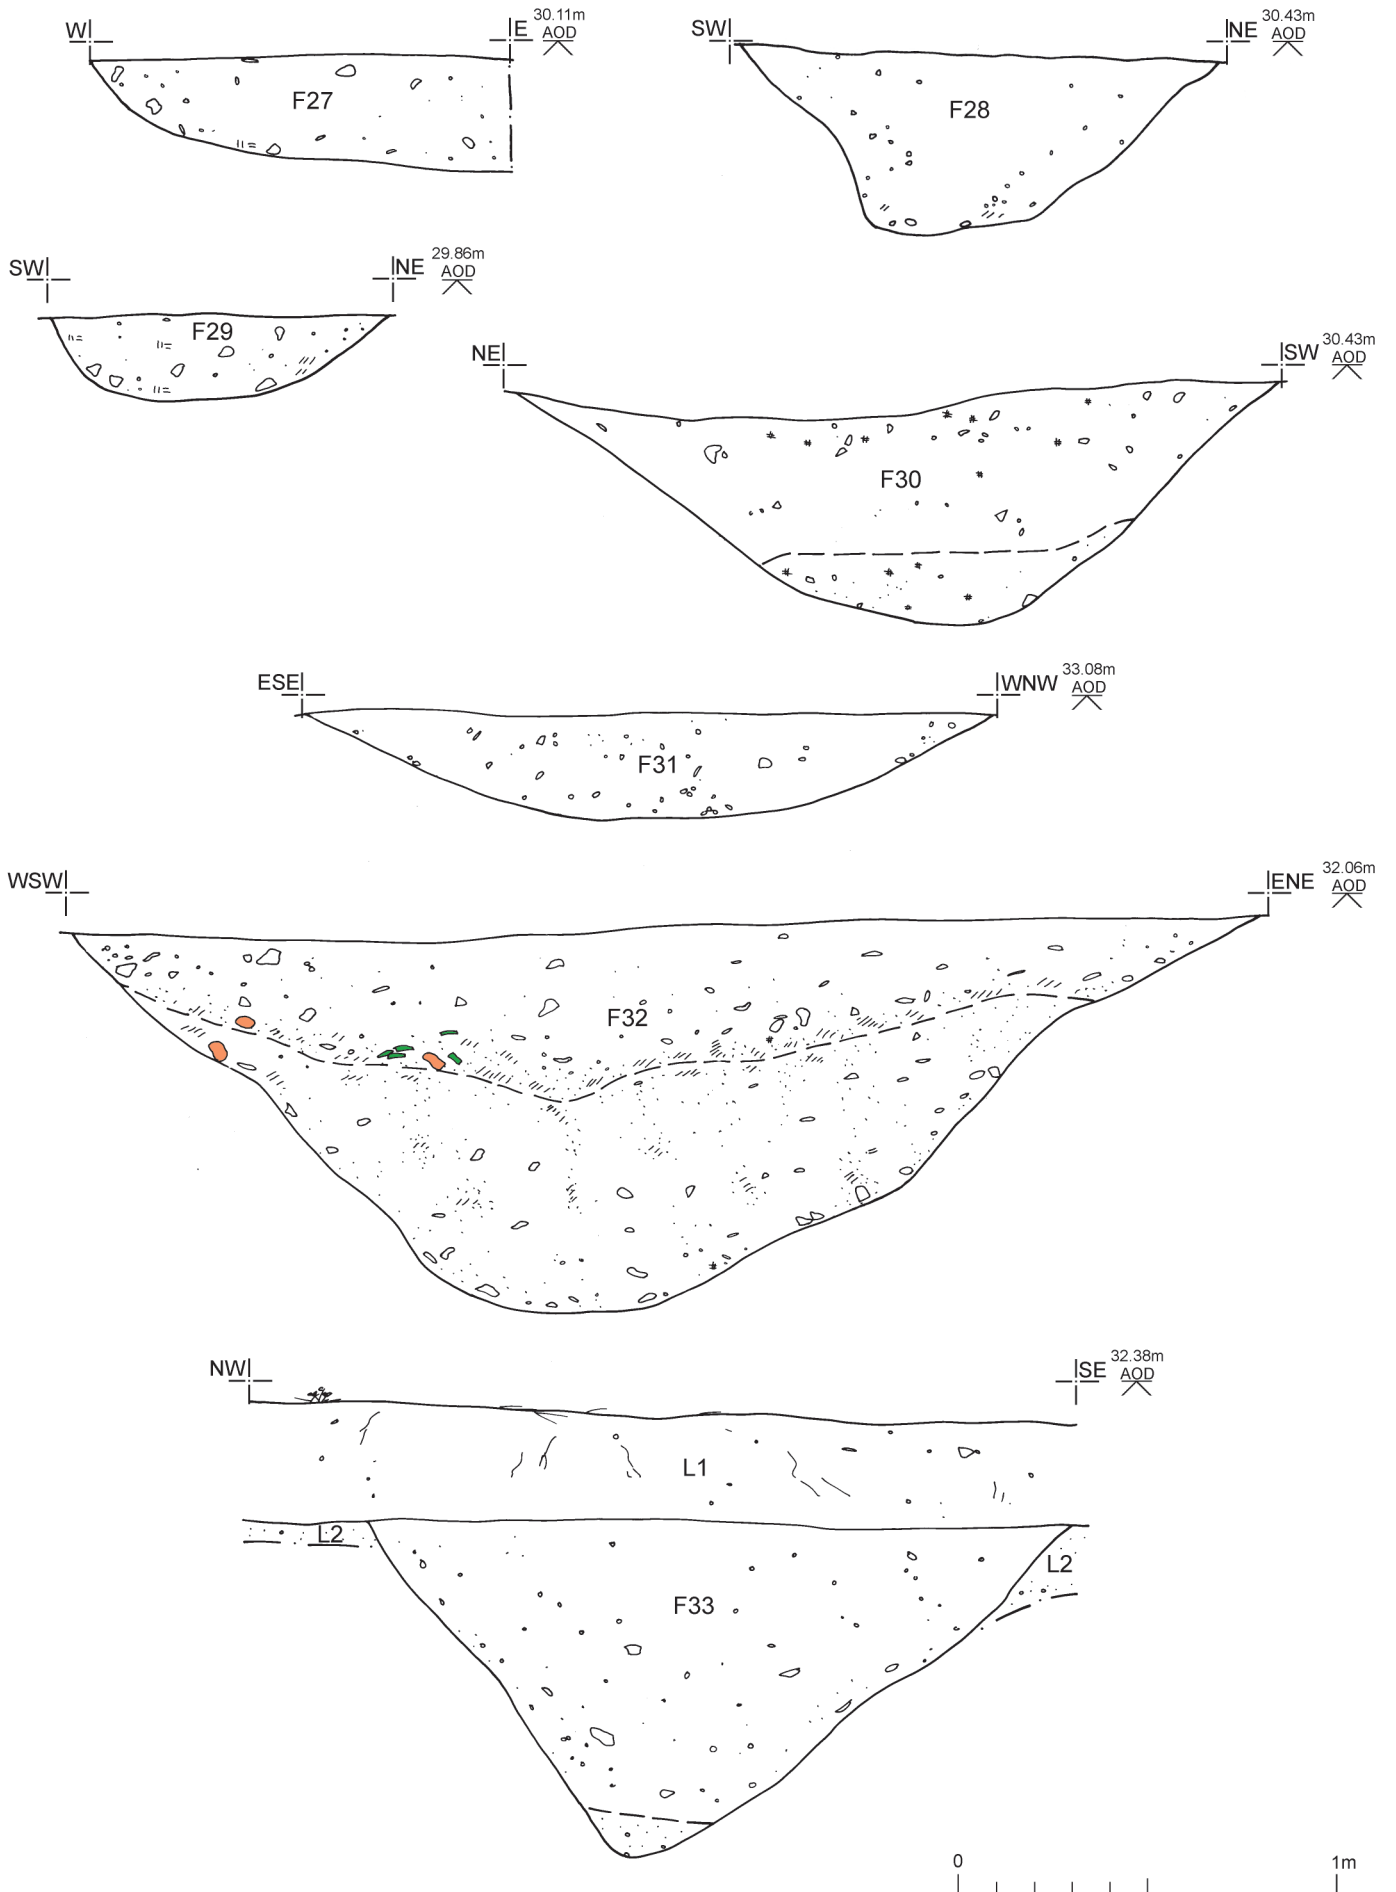 W E 30.11m
AOD
F27
SW NE 30.43m
AOD
F28
SW NE 29.86m
AOD
F29
NE SW 30.43m
AOD
F30
ESE WNW 33.08m
AOD
F31
WSW ENE 32.06m
AOD
F32
NW SE 32.38m
AOD
L1
L2
L2
F33
0 1m